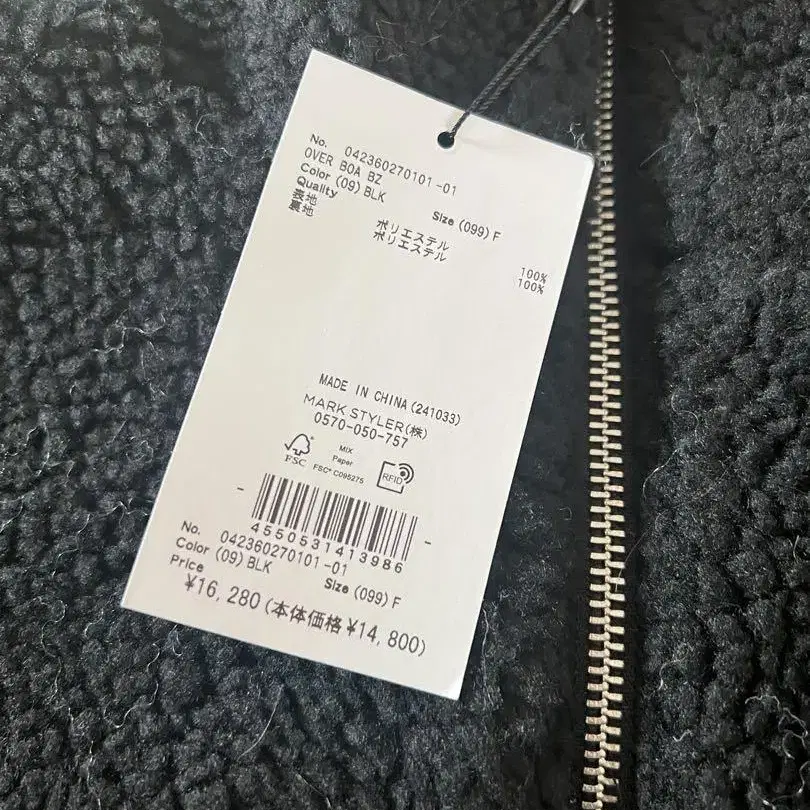 No. 042360270101-01
OVER BOA BZ
Color (09) BLK Size (099) F
Quality
表地 ポリエステル 100%
裏地 ポリエステル 100%
MADE IN CHINA (241033)
MARK STYLER(株)
0570-050-757
FSC
MIX
Paper
FSC® C098275
RFID
4550531413986
No. 042360270101-01
Color (09) BLK Size (099) F
Price
¥16,280 (本体価格 ¥14,800)